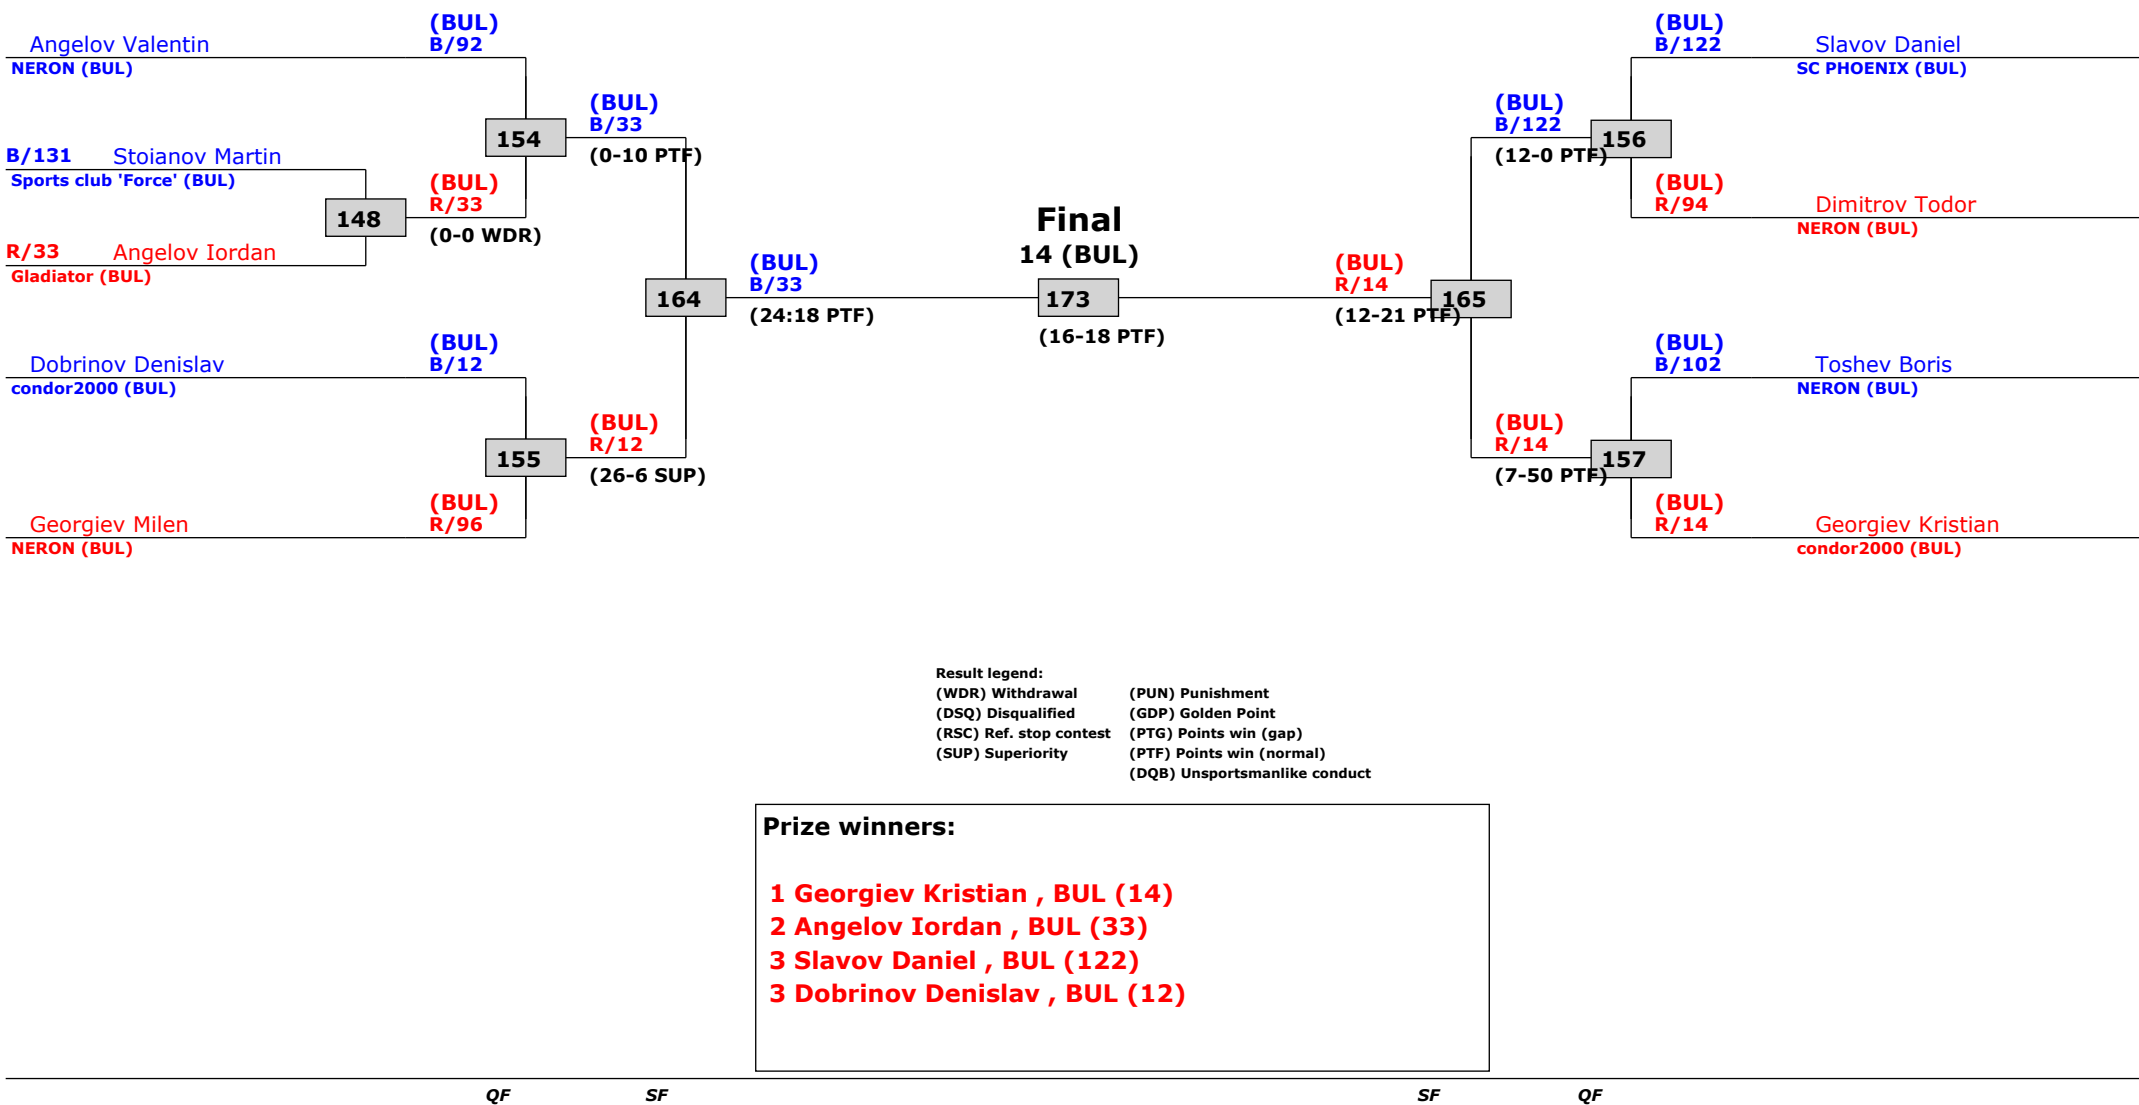 (BUL)
B/92
Angelov Valentin
NERON (BUL)
(BUL)
B/122
Slavov Daniel
SC PHOENIX (BUL)
154
(BUL)
B/33
(0-10 PTF)
(BUL)
B/122
(12-0 PTF)
156
B/131
Stoianov Martin
Sports club 'Force' (BUL)
148
(BUL)
R/33
(0-0 WDR)
R/33
Angelov Iordan
Gladiator (BUL)
(BUL)
R/94
Dimitrov Todor
NERON (BUL)
Final
14 (BUL)
164
(BUL)
B/33
(24:18 PTF)
173
(16-18 PTF)
(BUL)
R/14
(12-21 PTF)
165
(BUL)
B/12
Dobrinov Denislav
condor2000 (BUL)
(BUL)
B/102
Toshev Boris
NERON (BUL)
155
(BUL)
R/12
(26-6 SUP)
(BUL)
R/14
(7-50 PTF)
157
(BUL)
R/96
Georgiev Milen
NERON (BUL)
(BUL)
R/14
Georgiev Kristian
condor2000 (BUL)
Result legend:
(WDR) Withdrawal (PUN) Punishment
(DSQ) Disqualified (GDP) Golden Point
(RSC) Ref. stop contest (PTG) Points win (gap)
(SUP) Superiority (PTF) Points win (normal)
(DQB) Unsportsmanlike conduct
Prize winners:
1 Georgiev Kristian , BUL (14)
2 Angelov Iordan , BUL (33)
3 Slavov Daniel , BUL (122)
3 Dobrinov Denislav , BUL (12)
QF SF SF QF